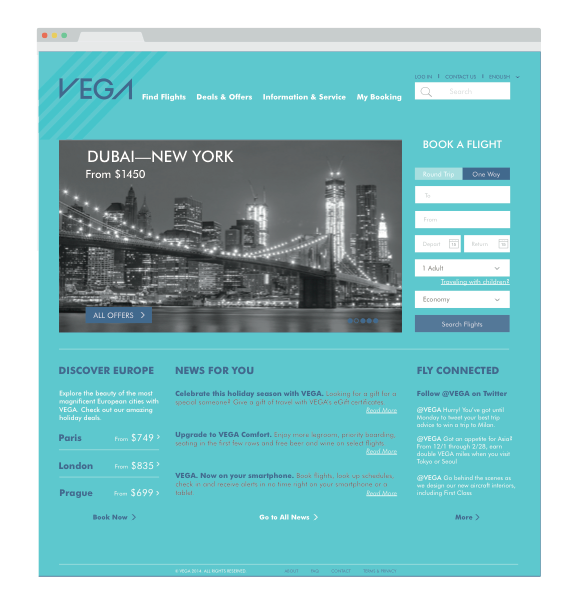 LOG IN | CONTACT US | ENGLISH
VEGA
Find Flights Deals & Offers Information & Service My Booking
Search
DUBAI—NEW YORK
From $1450
ALL OFFERS >
BOOK A FLIGHT
Round Trip One Way
To
From
Depart Return
1 Adult
Traveling with children?
Economy
Search Flights
DISCOVER EUROPE
Explore the beauty of the most
magnificent European cities with
VEGA. Check out our amazing
holiday deals.
Paris From $749 >
London From $835 >
Prague From $699 >
Book Now >
NEWS FOR YOU
Celebrate this holiday season with VEGA. Looking for a gift for a
special someone? Give a gift of travel with VEGA's eGift certificates.
Read More
Upgrade to VEGA Comfort. Enjoy more legroom, priority boarding,
seating in the first few rows and free beer and wine on select flights.
Read More
VEGA. Now on your smartphone. Book flights, look up schedules,
check in and receive alerts in no time right on your smartphone or a
tablet.
Read More
Go to All News >
FLY CONNECTED
Follow @VEGA on Twitter
@VEGA Hurry! You've got until
Monday to tweet your best trip
advice to win a trip to Milan.
@VEGA Got an appetite for Asia?
From 12/1 through 2/28, earn
double VEGA miles when you visit
Tokyo or Seoul
@VEGA Go behind the scenes as
we design our new aircraft interiors,
including First Class
More >
© VEGA 2014. ALL RIGHTS RESERVED. ABOUT FAQ CONTACT TERMS & PRIVACY